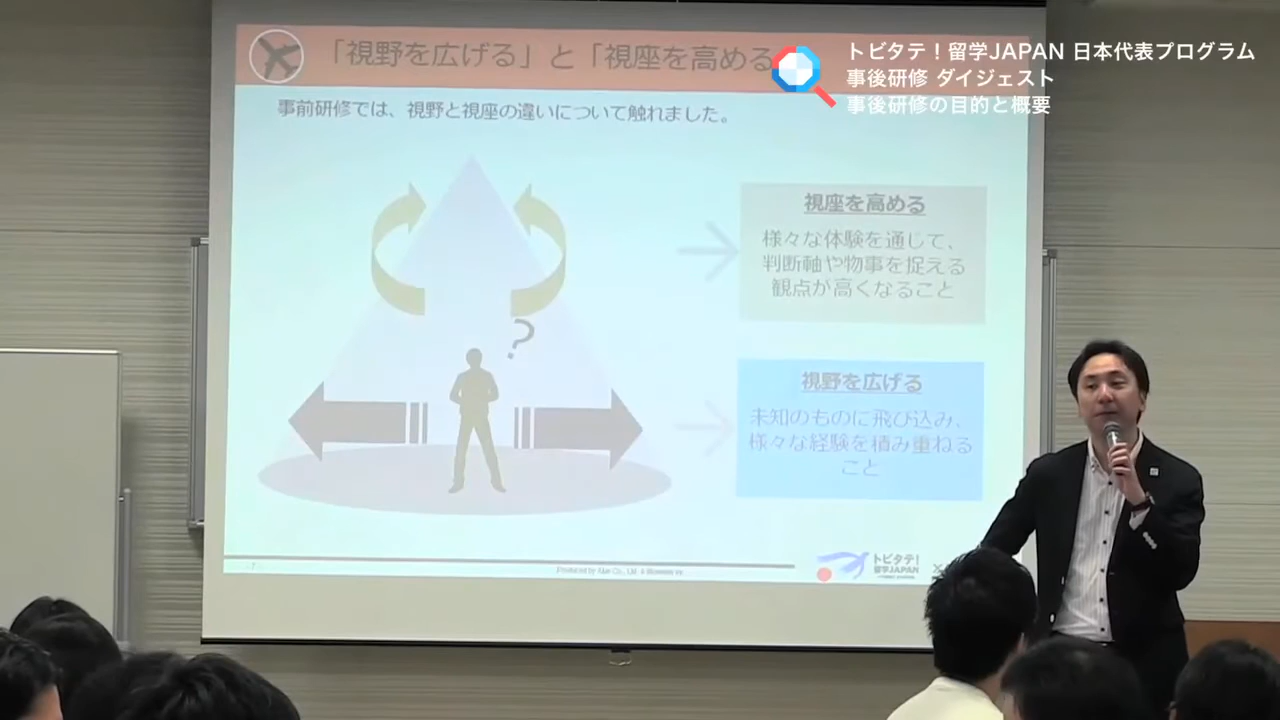 トビタテ！留学JAPAN 日本代表プログラム
事後研修 ダイジェスト
事後研修の目的と概要
「視野を広げる」と「視座を高める
事前研修では、視野と視座の違いについて触れました。
視座を高める
様々な体験を通じて、
判断軸や物事を捉える
観点が高くなること
?
視野を広げる
未知のものに飛び込み、
様々な経験を積み重ねる
こと
トビタテ！
留学JAPAN